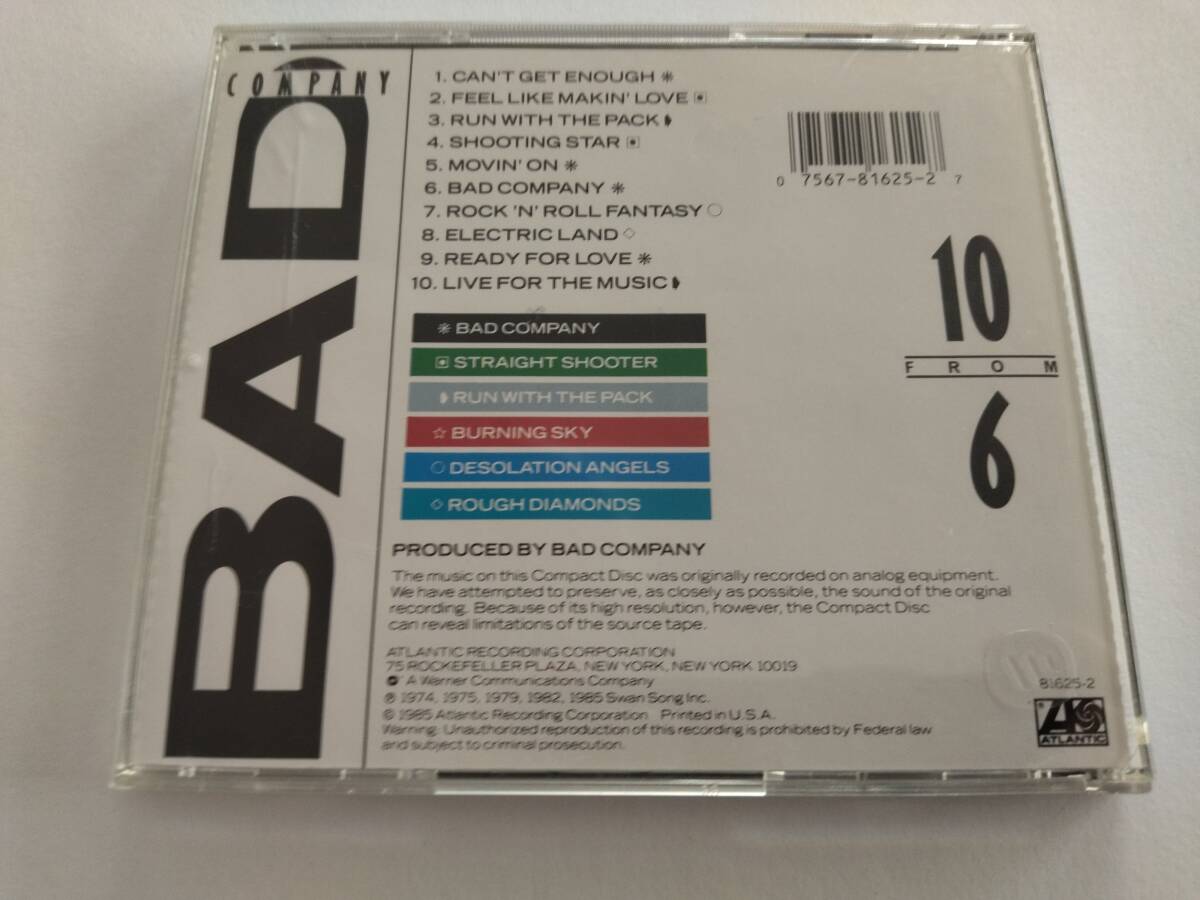 BAD
COMPANY
1. CAN'T GET ENOUGH ✳
2. FEEL LIKE MAKIN' LOVE
3. RUN WITH THE PACK
4. SHOOTING STAR
5. MOVIN' ON ✳
6. BAD COMPANY ✳
7. ROCK 'N' ROLL FANTASY ○
8. ELECTRIC LAND ◇
9. READY FOR LOVE ✳
10. LIVE FOR THE MUSIC
✳ BAD COMPANY
STRAIGHT SHOOTER
RUN WITH THE PACK
☆ BURNING SKY
○ DESOLATION ANGELS
◇ ROUGH DIAMONDS
0 7567-81625-2 7
10
FROM
6
PRODUCED BY BAD COMPANY
The music on this Compact Disc was originally recorded on analog equipment.
We have attempted to preserve, as closely as possible, the sound of the original
recording. Because of its high resolution, however, the Compact Disc
can reveal limitations of the source tape.
ATLANTIC RECORDING CORPORATION
75 ROCKEFELLER PLAZA, NEW YORK, NEW YORK 10019
A Warner Communications Company
℗ 1974, 1975, 1979, 1982, 1985 Swan Song Inc.
© 1985 Atlantic Recording Corporation Printed in U.S.A.
Warning: Unauthorized reproduction of this recording is prohibited by Federal law
and subject to criminal prosecution.
81625-2
ATLANTIC